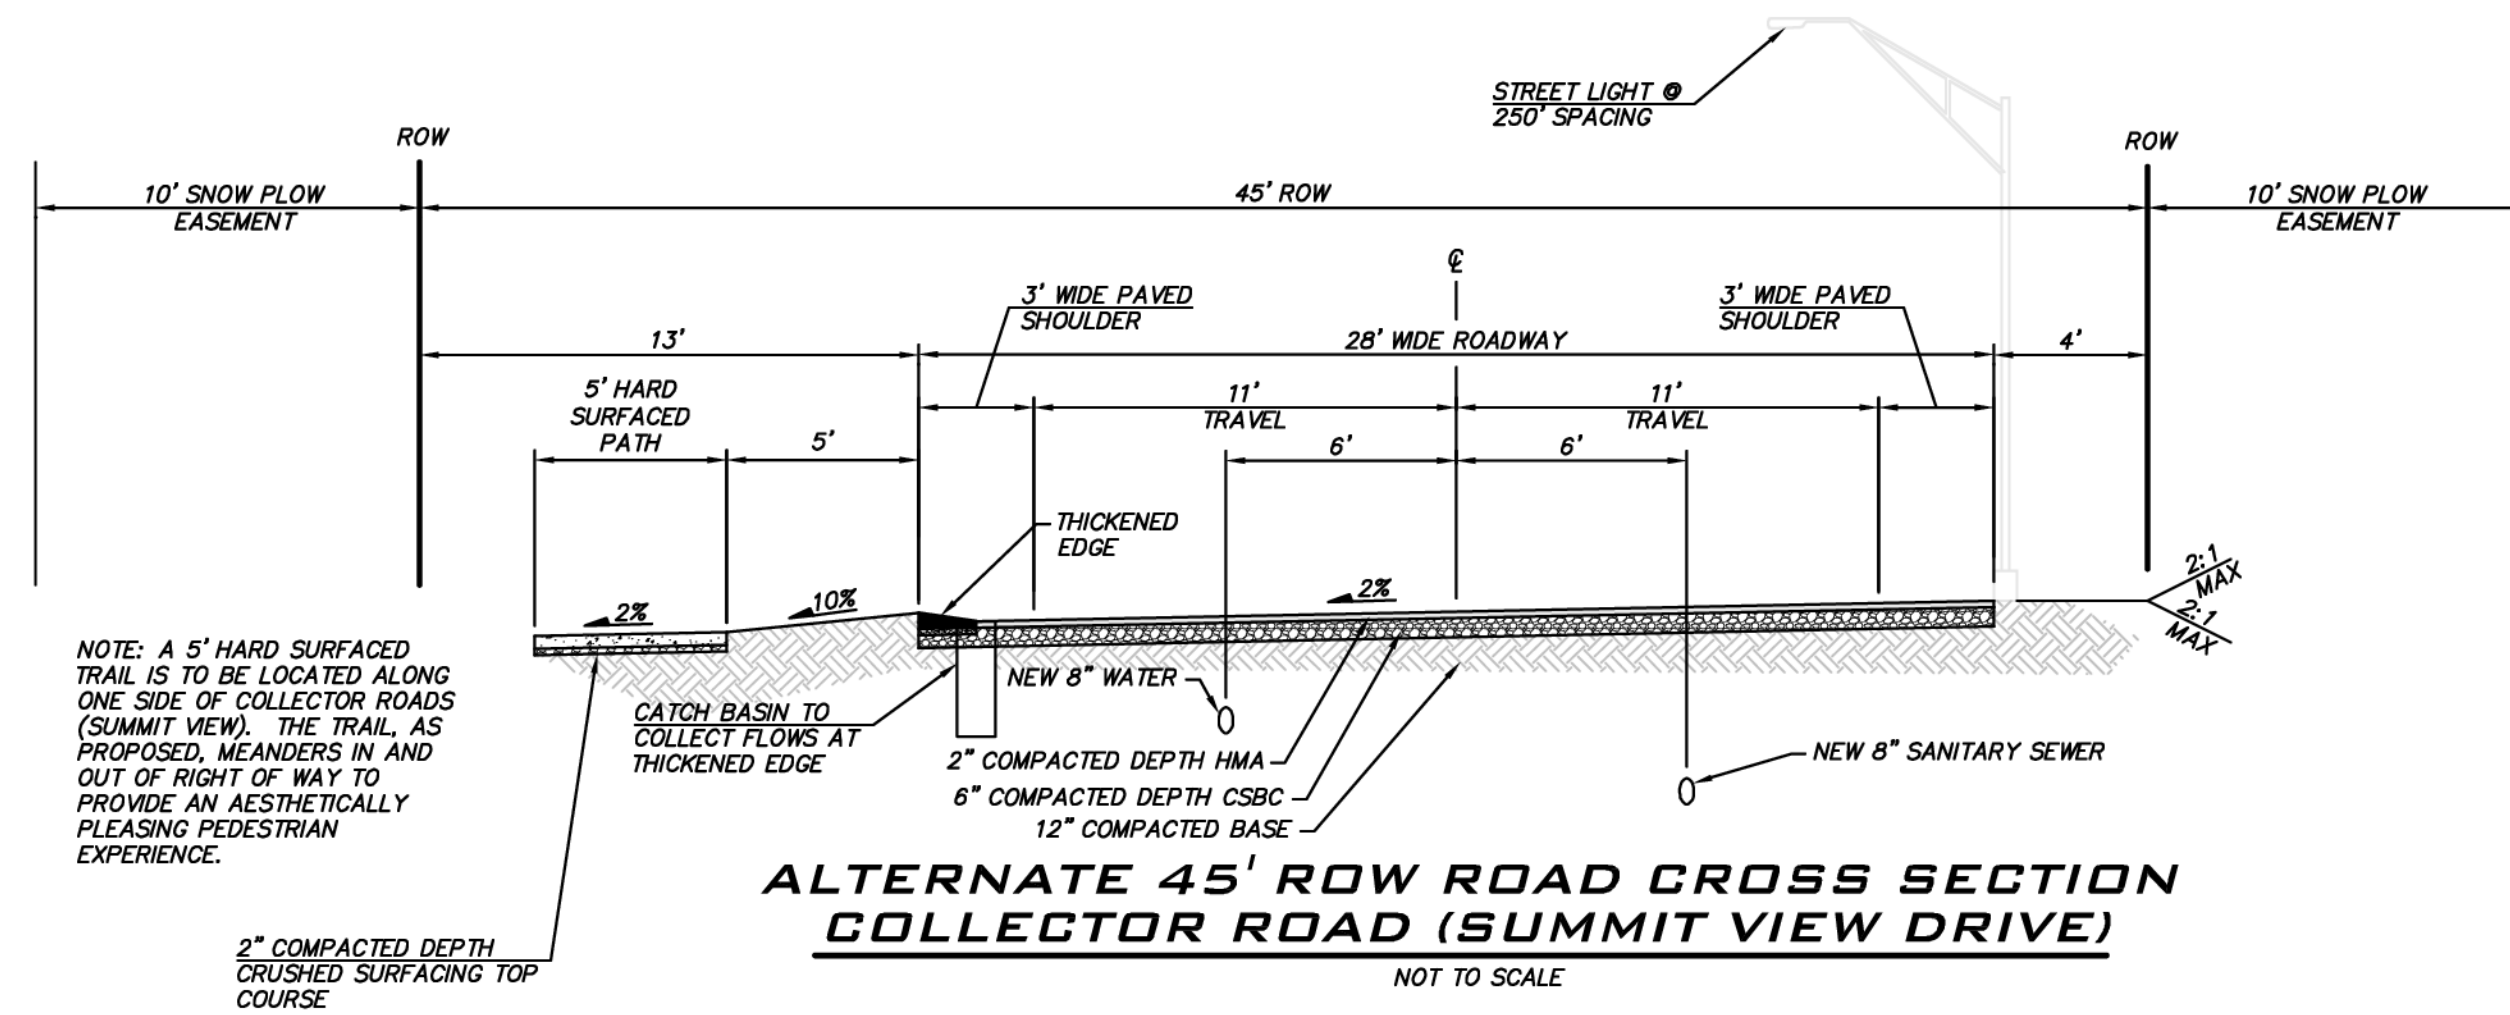 STREET LIGHT @
250' SPACING
ROW
ROW
10' SNOW PLOW
EASEMENT
45' ROW
10' SNOW PLOW
EASEMENT
℄
3' WIDE PAVED
SHOULDER
3' WIDE PAVED
SHOULDER
13'
28' WIDE ROADWAY
4'
5' HARD
SURFACED
PATH
5'
11'
TRAVEL
11'
TRAVEL
6'
6'
THICKENED
EDGE
2%
10%
2%
2:1
MAX
2:1
MAX
NOTE: A 5' HARD SURFACED
TRAIL IS TO BE LOCATED ALONG
ONE SIDE OF COLLECTOR ROADS
(SUMMIT VIEW). THE TRAIL, AS
PROPOSED, MEANDERS IN AND
OUT OF RIGHT OF WAY TO
PROVIDE AN AESTHETICALLY
PLEASING PEDESTRIAN
EXPERIENCE.
CATCH BASIN TO
COLLECT FLOWS AT
THICKENED EDGE
NEW 8" WATER
2" COMPACTED DEPTH HMA
6" COMPACTED DEPTH CSBC
12" COMPACTED BASE
NEW 8" SANITARY SEWER
2" COMPACTED DEPTH
CRUSHED SURFACING TOP
COURSE
ALTERNATE 45' ROW ROAD CROSS SECTION
COLLECTOR ROAD (SUMMIT VIEW DRIVE)
NOT TO SCALE